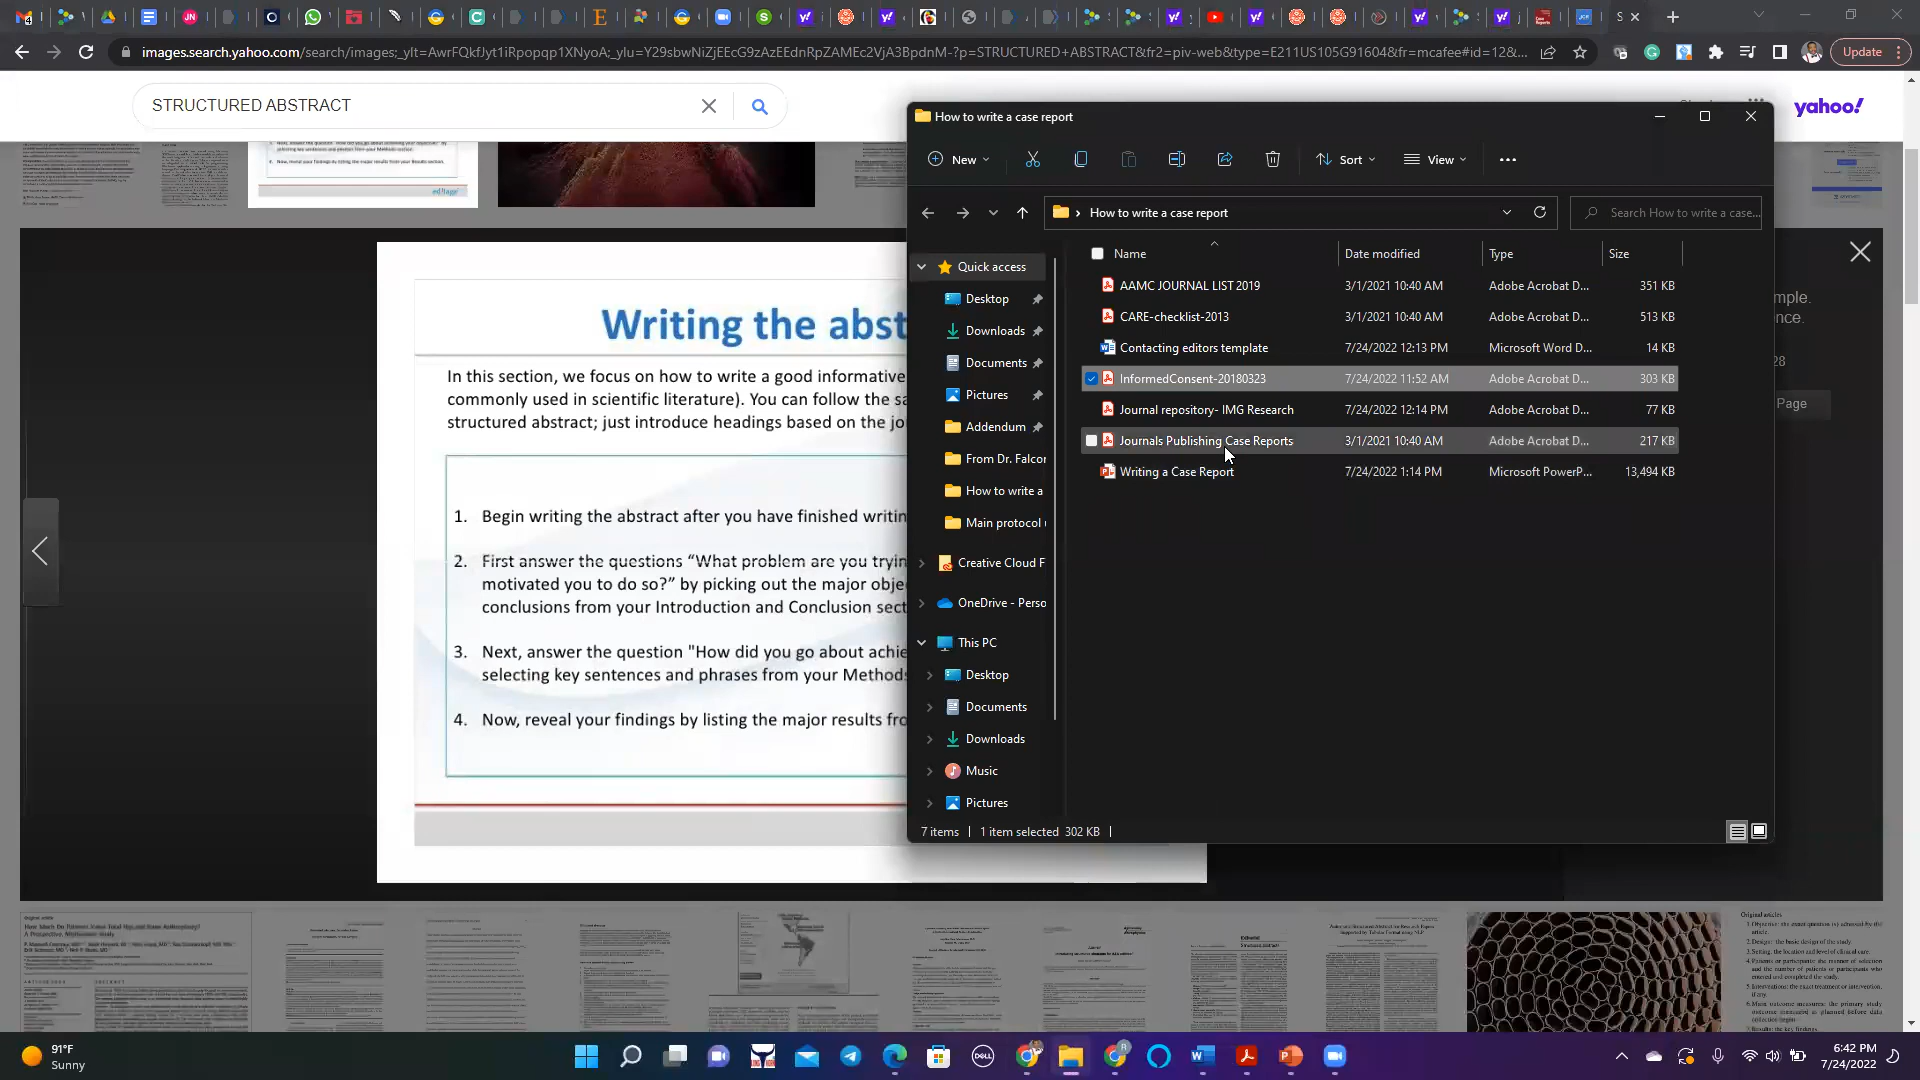 images.search.yahoo.com/search/images;_ylt=AwrFQkfJyt1iRpopqp1XNyoA;_ylu=Y29sbwNiZjEEcG9zAzEEdnRpZAMEc2VjA3BpdnM-?p=STRUCTURED+ABSTRACT&fr2=piv-web&type=E211US105G91604&fr=mcafee#id=12&...
Update
STRUCTURED ABSTRACT
yahoo!
How to write a case report
New
Sort
View
How to write a case report
Search How to write a case...
Name
Date modified
Type
Size
Quick access
Desktop
Downloads
Documents
Pictures
Addendum
From Dr. Falcor
How to write a
Main protocol
Creative Cloud F
OneDrive - Perso
This PC
Desktop
Documents
Downloads
Music
Pictures
AAMC JOURNAL LIST 2019 3/1/2021 10:40 AM Adobe Acrobat D... 351 KB
CARE-checklist-2013 3/1/2021 10:40 AM Adobe Acrobat D... 513 KB
Contacting editors template 7/24/2022 12:13 PM Microsoft Word D... 14 KB
InformedConsent-20180323 7/24/2022 11:52 AM Adobe Acrobat D... 303 KB
Journal repository- IMG Research 7/24/2022 12:14 PM Adobe Acrobat D... 77 KB
Journals Publishing Case Reports 3/1/2021 10:40 AM Adobe Acrobat D... 217 KB
Writing a Case Report 7/24/2022 1:14 PM Microsoft PowerP... 13,494 KB
7 items 1 item selected 302 KB
Writing the abst
In this section, we focus on how to write a good informative
commonly used in scientific literature). You can follow the sa
structured abstract; just introduce headings based on the jo
1. Begin writing the abstract after you have finished writin
2. First answer the questions “What problem are you tryin
motivated you to do so?” by picking out the major obje
conclusions from your Introduction and Conclusion sect
3. Next, answer the question "How did you go about achie
selecting key sentences and phrases from your Methods
4. Now, reveal your findings by listing the major results fro
mple.
nce.
28
Page
editage
91°F
Sunny
6:42 PM
7/24/2022